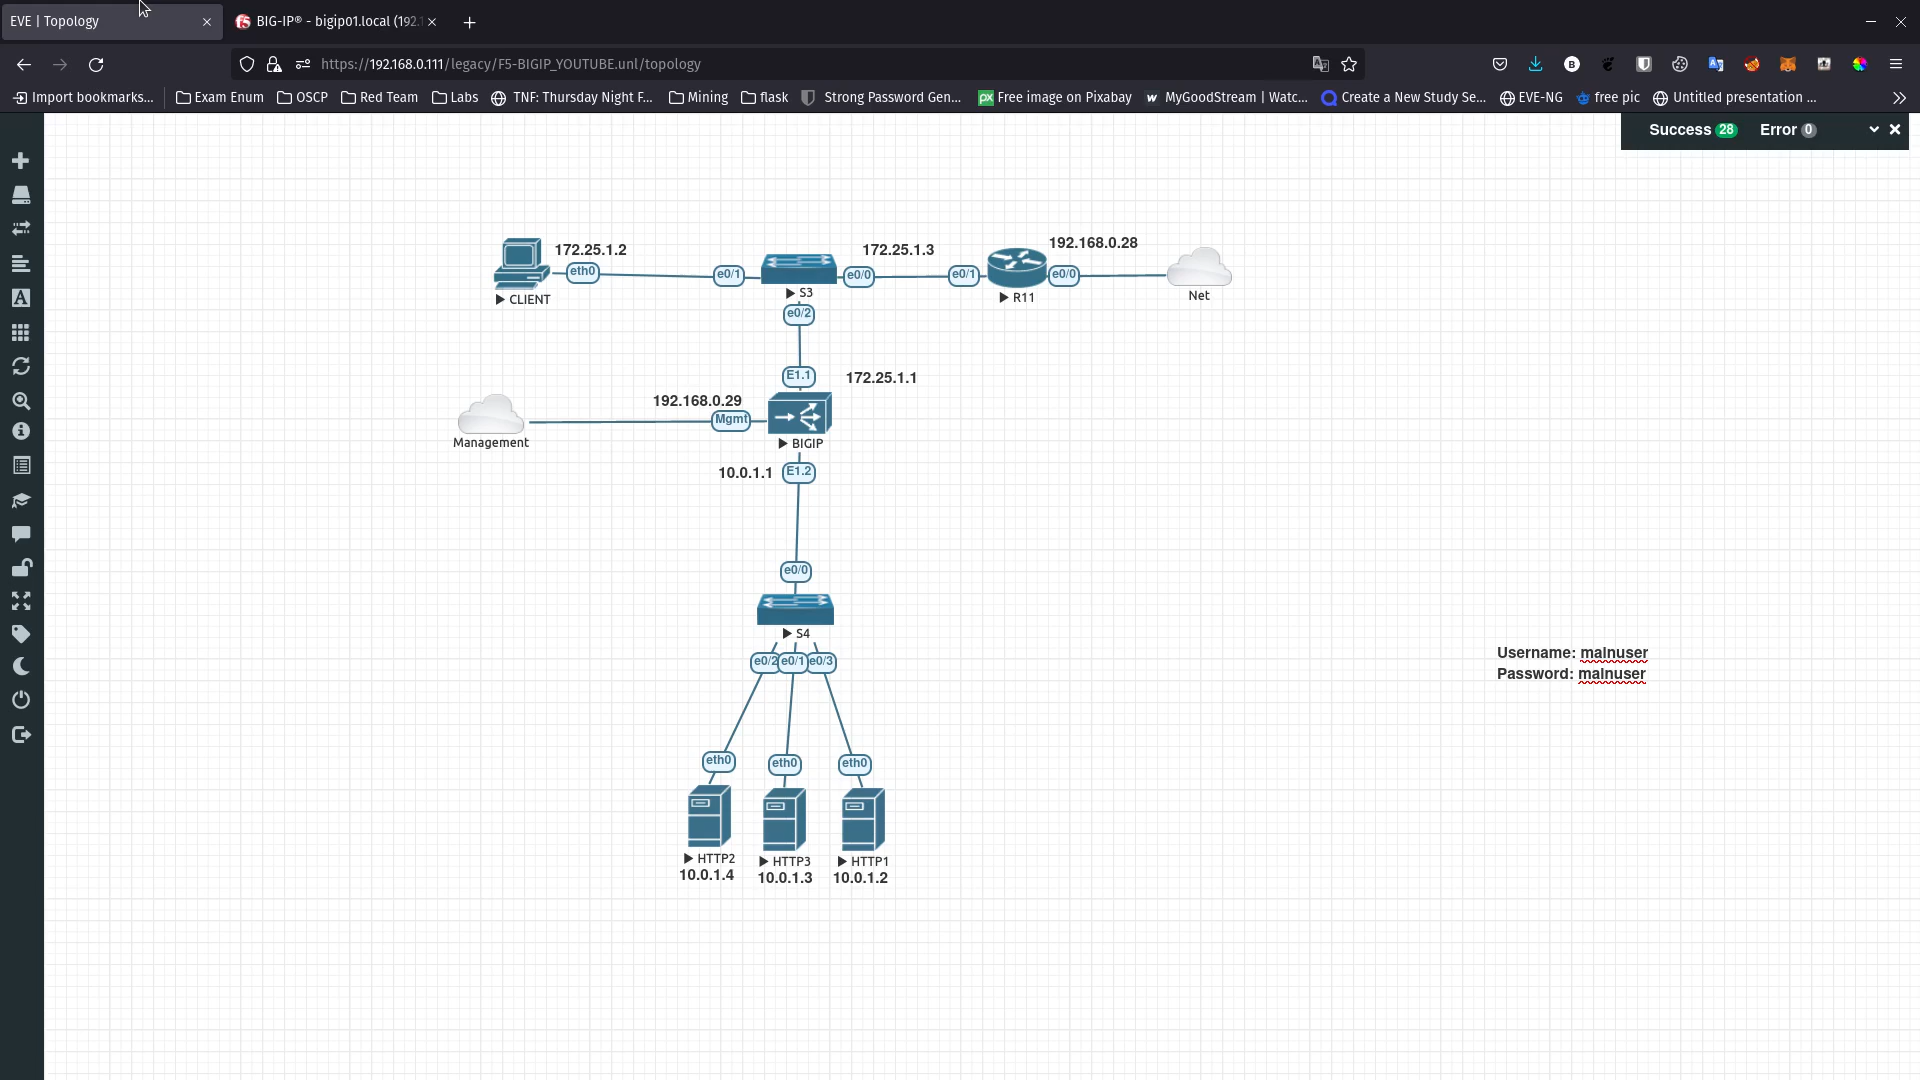 EVE | Topology
BIG-IP® - bigip01.local (192.1
https://192.168.0.111/legacy/F5-BIGIP_YOUTUBE.unl/topology
Import bookmarks...
Exam Enum
OSCP
Red Team
Labs
TNF: Thursday Night F...
Mining
flask
Strong Password Gen...
Free image on Pixabay
MyGoodStream | Watc...
Create a New Study Se...
EVE-NG
free pic
Untitled presentation ...
Success 28 Error 0
172.25.1.2
172.25.1.3
192.168.0.28
eth0
e0/1
e0/0
e0/1
e0/0
CLIENT
S3
R11
Net
e0/2
E1.1
172.25.1.1
192.168.0.29
Mgmt
Management
BIGIP
10.0.1.1
E1.2
e0/0
S4
e0/2
e0/1
e0/3
Username: mainuser
Password: mainuser
eth0
eth0
eth0
HTTP2
HTTP3
HTTP1
10.0.1.4
10.0.1.3
10.0.1.2